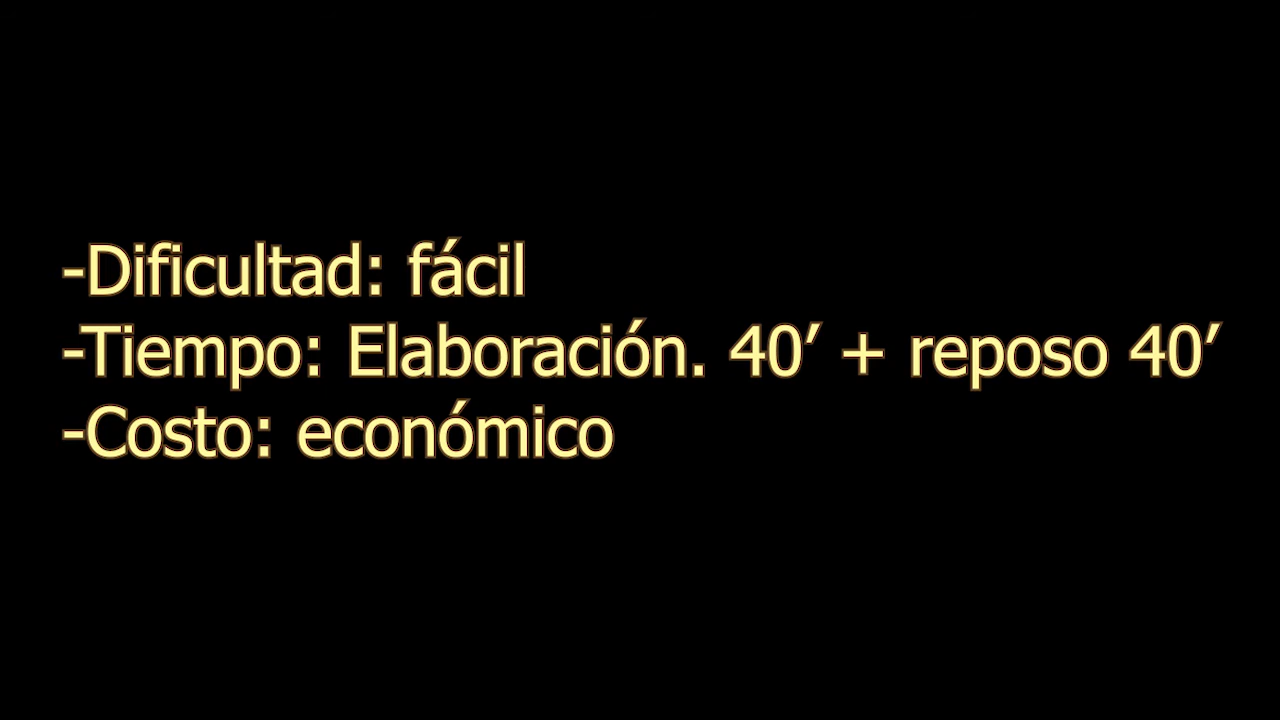 -Dificultad: fácil
-Tiempo: Elaboración. 40’ + reposo 40’
-Costo: económico